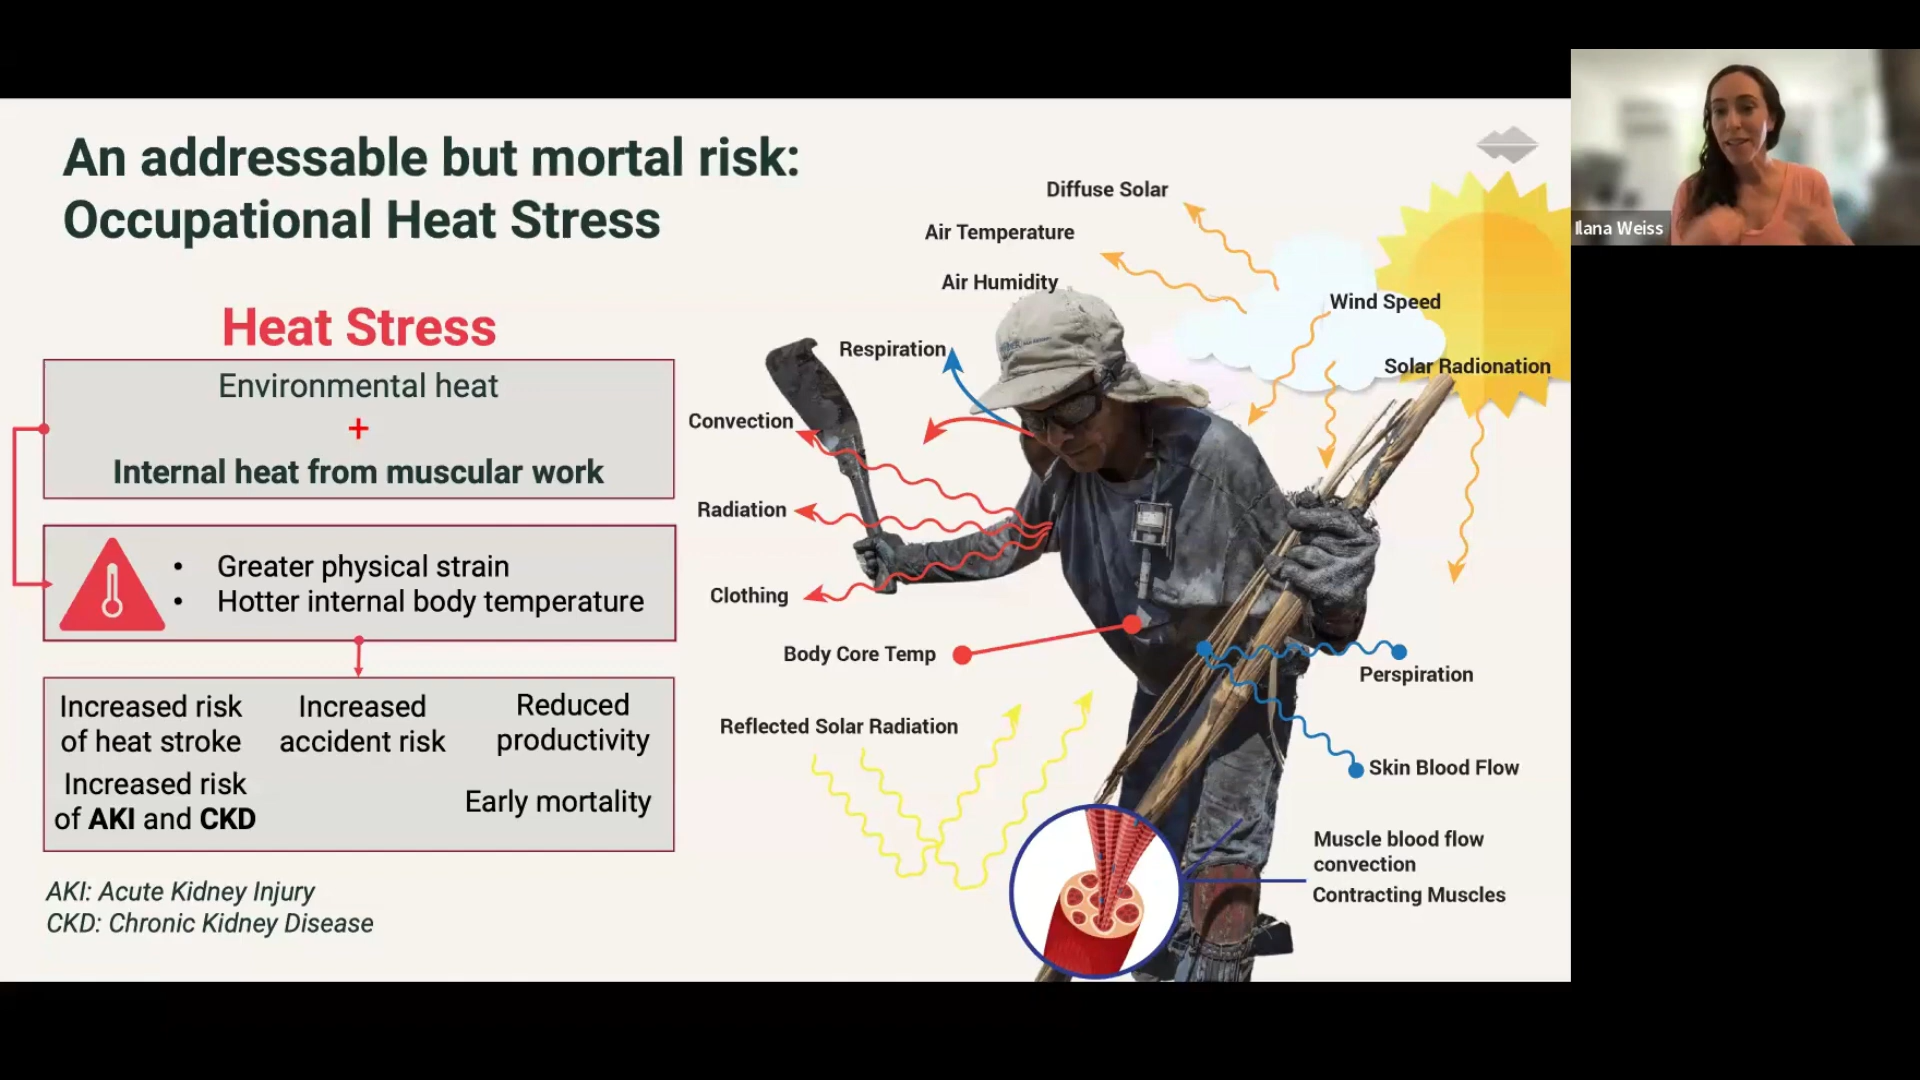 An addressable but mortal risk:
Occupational Heat Stress
Heat Stress
Environmental heat
+
Internal heat from muscular work
• Greater physical strain
• Hotter internal body temperature
Increased risk
of heat stroke
Increased
accident risk
Reduced
productivity
Increased risk
of AKI and CKD
Early mortality
AKI: Acute Kidney Injury
CKD: Chronic Kidney Disease
Diffuse Solar
Air Temperature
Air Humidity
Wind Speed
Respiration
Solar Radionation
Convection
Radiation
Clothing
Body Core Temp
Perspiration
Reflected Solar Radiation
Skin Blood Flow
Muscle blood flow
convection
Contracting Muscles
Ilana Weiss